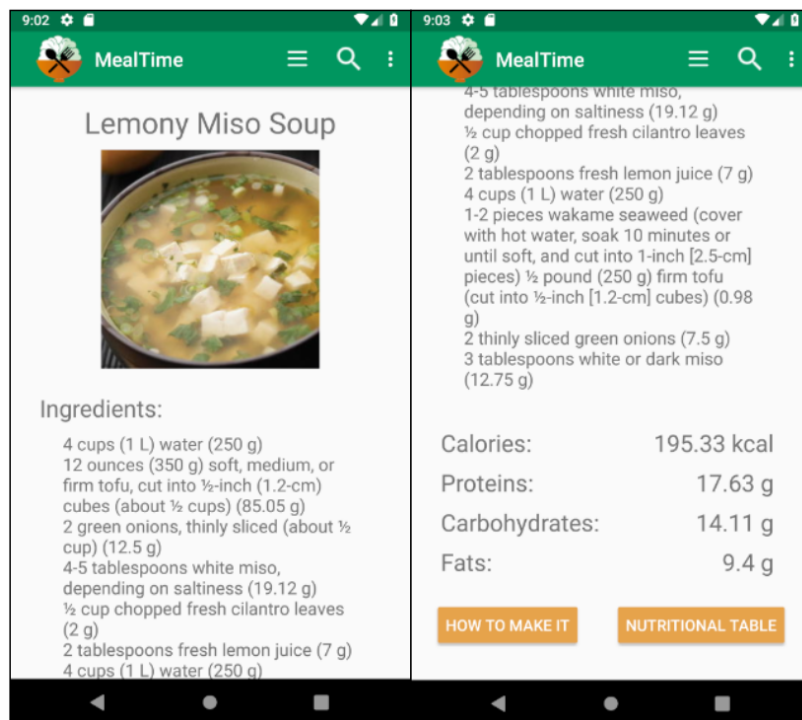 9:02
MealTime
Lemony Miso Soup
Ingredients:
4 cups (1 L) water (250 g)
12 ounces (350 g) soft, medium, or
firm tofu, cut into ½-inch (1.2-cm)
cubes (about ½ cups) (85.05 g)
2 green onions, thinly sliced (about ½
cup) (12.5 g)
4-5 tablespoons white miso,
depending on saltiness (19.12 g)
½ cup chopped fresh cilantro leaves
(2 g)
2 tablespoons fresh lemon juice (7 g)
4 cups (1 L) water (250 g)
9:03
MealTime
4-5 tablespoons white miso,
depending on saltiness (19.12 g)
½ cup chopped fresh cilantro leaves
(2 g)
2 tablespoons fresh lemon juice (7 g)
4 cups (1 L) water (250 g)
1-2 pieces wakame seaweed (cover
with hot water, soak 10 minutes or
until soft, and cut into 1-inch [2.5-cm]
pieces) ½ pound (250 g) firm tofu
(cut into ½-inch [1.2-cm] cubes) (0.98
g)
2 thinly sliced green onions (7.5 g)
3 tablespoons white or dark miso
(12.75 g)
Calories: 195.33 kcal
Proteins: 17.63 g
Carbohydrates: 14.11 g
Fats: 9.4 g
HOW TO MAKE IT NUTRITIONAL TABLE